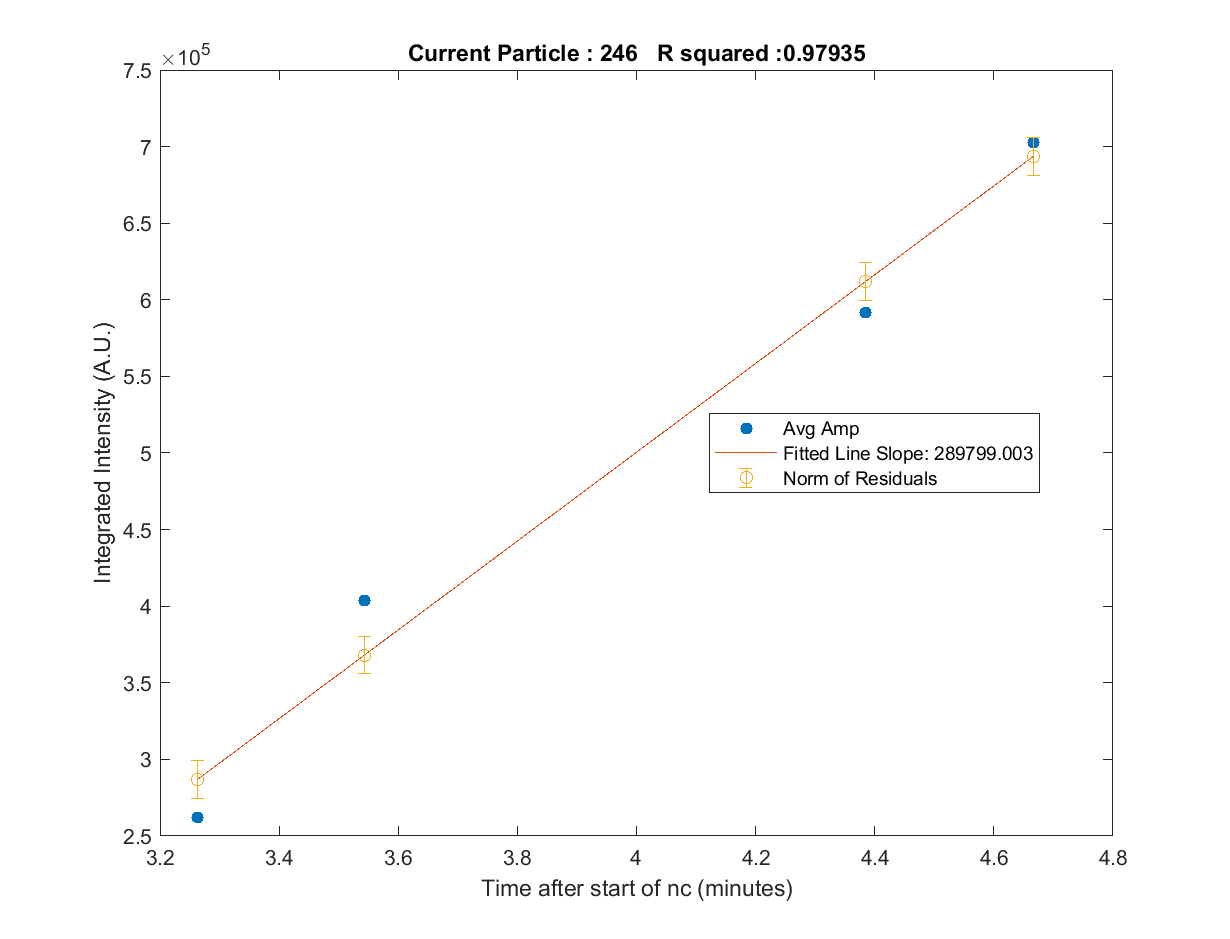 Current Particle : 246 R squared :0.97935
×10^5
7.5
7
6.5
6
5.5
5
4.5
4
3.5
3
2.5
Integrated Intensity (A.U.)
Avg Amp
Fitted Line Slope: 289799.003
Norm of Residuals
3.2 3.4 3.6 3.8 4 4.2 4.4 4.6 4.8
Time after start of nc (minutes)